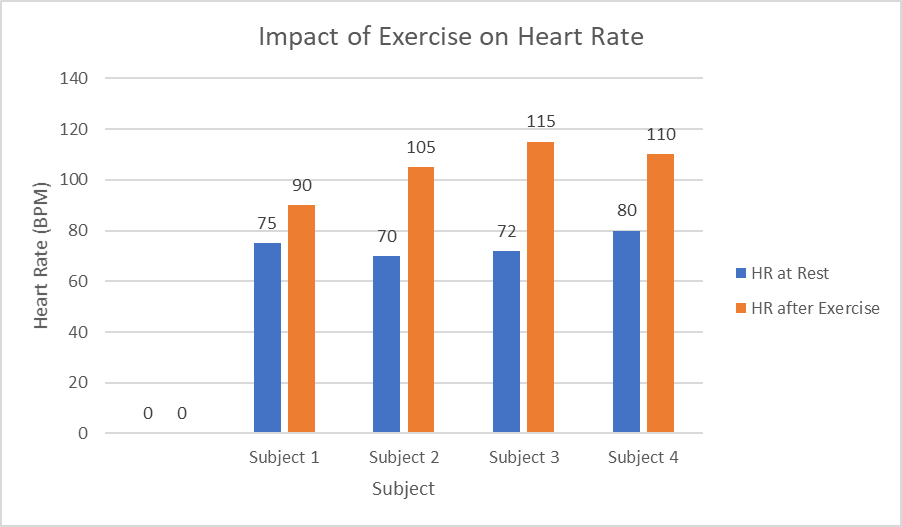 Impact of Exercise on Heart Rate
Heart Rate (BPM)
140
120
100
80
60
40
20
0
0 0
75 90
70 105
72 115
80 110
Subject 1 Subject 2 Subject 3 Subject 4
Subject
HR at Rest
HR after Exercise